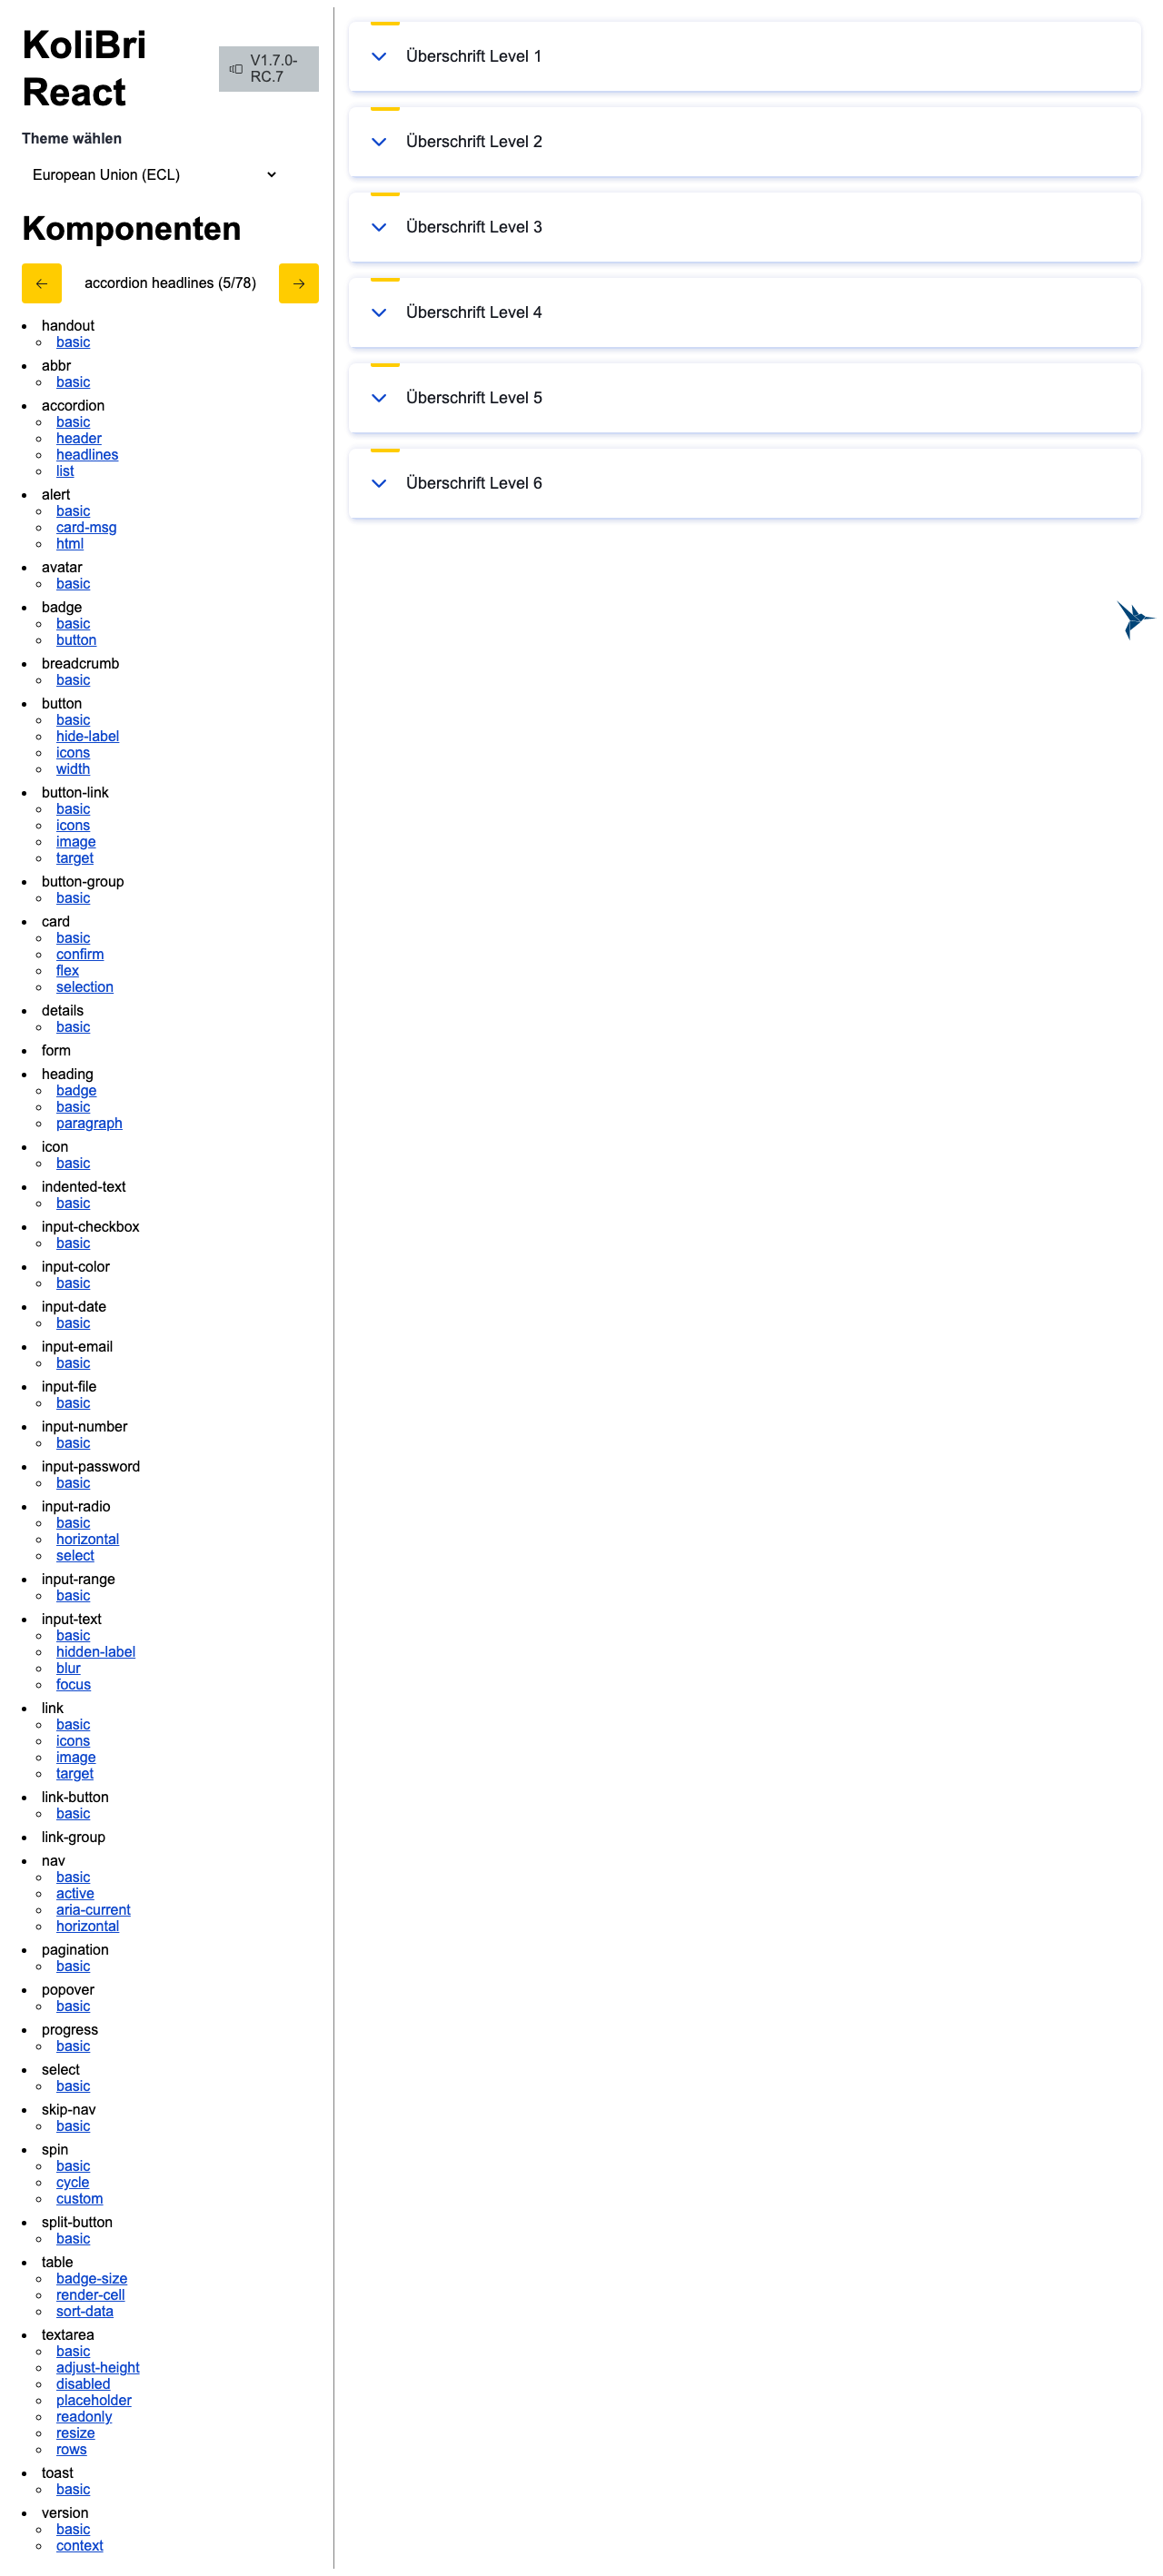 KoliBri
React
V1.7.0-
RC.7
Theme wählen
European Union (ECL)
Komponenten
accordion headlines (5/78)
handout
basic
abbr
basic
accordion
basic
header
headlines
list
alert
basic
card-msg
html
avatar
basic
badge
basic
button
breadcrumb
basic
button
basic
hide-label
icons
width
button-link
basic
icons
image
target
button-group
basic
card
basic
confirm
flex
selection
details
basic
form
heading
badge
basic
paragraph
icon
basic
indented-text
basic
input-checkbox
basic
input-color
basic
input-date
basic
input-email
basic
input-file
basic
input-number
basic
input-password
basic
input-radio
basic
horizontal
select
input-range
basic
input-text
basic
hidden-label
blur
focus
link
basic
icons
image
target
link-button
basic
link-group
nav
basic
active
aria-current
horizontal
pagination
basic
popover
basic
progress
basic
select
basic
skip-nav
basic
spin
basic
cycle
custom
split-button
basic
table
badge-size
render-cell
sort-data
textarea
basic
adjust-height
disabled
placeholder
readonly
resize
rows
toast
basic
version
basic
context
Überschrift Level 1
Überschrift Level 2
Überschrift Level 3
Überschrift Level 4
Überschrift Level 5
Überschrift Level 6